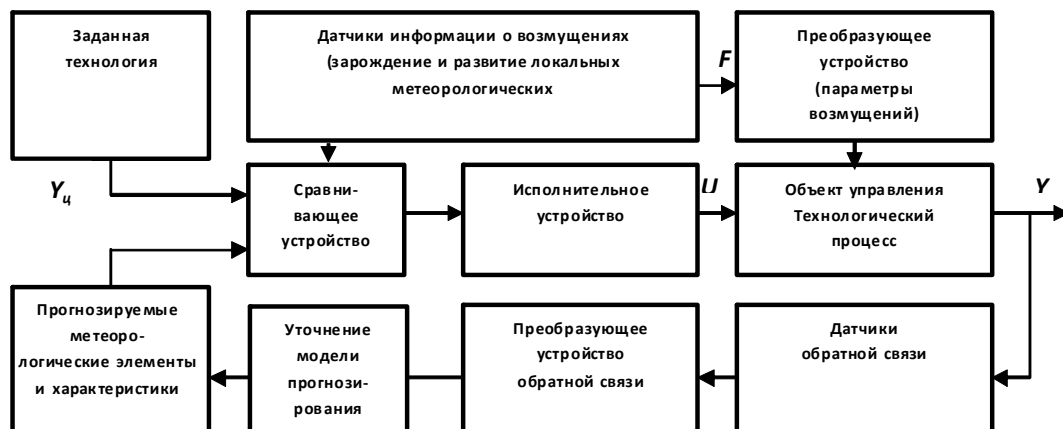 Заданная
технология
Датчики информации о возмущениях
(зарождение и развитие локальных
метеорологических
F
Преобразующее
устройство
(параметры
возмущений)
Yц
Сравни-
вающее
устройство
Исполнительное
устройство
U
Объект управления
Технологический
процесс
Y
Прогнозируемые
метеоро-
логические элементы
и характеристики
Уточнение
модели
прогнози-
рования
Преобразующее
устройство
обратной связи
Датчики
обратной связи